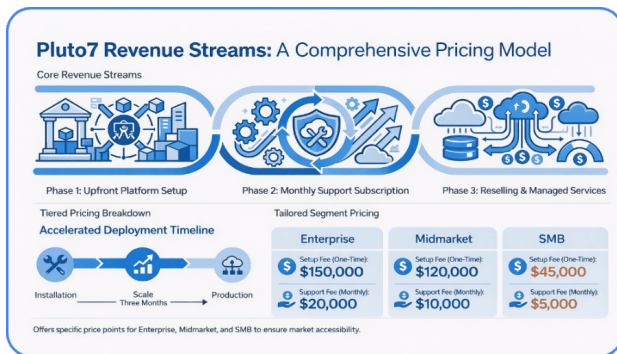 Pluto7 Revenue Streams: A Comprehensive Pricing Model
Core Revenue Streams
Phase 1: Upfront Platform Setup
Phase 2: Monthly Support Subscription
Phase 3: Reselling & Managed Services
Tiered Pricing Breakdown
Accelerated Deployment Timeline
Installation
Scale
Three Months
Production
Tailored Segment Pricing
Enterprise
Setup Fee (One-Time):
$150,000
Support Fee (Monthly):
$20,000
Midmarket
Setup Fee (One-Time):
$120,000
Support Fee (Monthly):
$10,000
SMB
Setup Fee (One-Time):
$45,000
Support Fee (Monthly):
$5,000
Offers specific price points for Enterprise, Midmarket, and SMB to ensure market accessibility.